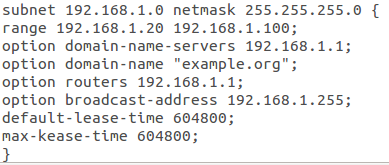 subnet 192.168.1.0 netmask 255.255.255.0 {
range 192.168.1.20 192.168.1.100;
option domain-name-servers 192.168.1.1;
option domain-name "example.org";
option routers 192.168.1.1;
option broadcast-address 192.168.1.255;
default-lease-time 604800;
max-kease-time 604800;
}